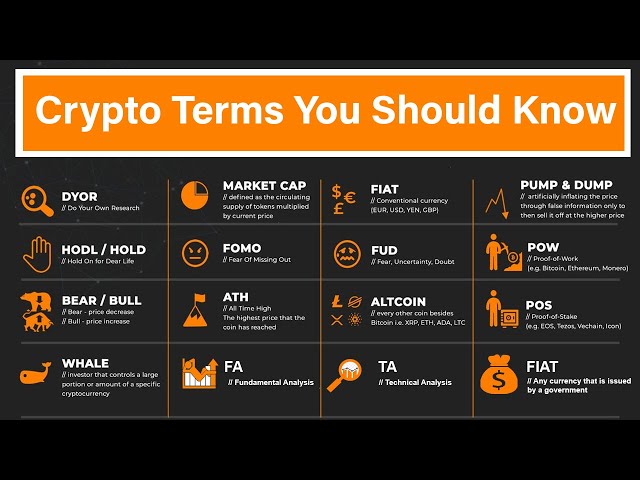 Crypto Terms You Should Know
DYOR
// Do Your Own Research
MARKET CAP
// defined as the circulating
supply of tokens multiplied
by current price
FIAT
// Conventional currency
(EUR, USD, YEN, GBP)
PUMP & DUMP
// artificially inflating the price
through false information only to
then sell it off at the higher price
HODL / HOLD
// Hold On for Dear Life
FOMO
// Fear Of Missing Out
FUD
// Fear, Uncertainty, Doubt
POW
// Proof-of-Work
(e.g. Bitcoin, Ethereum, Monero)
BEAR / BULL
// Bear - price decrease
// Bull - price increase
ATH
// All Time High
The highest price that the
coin has reached
ALTCOIN
// every other coin besides
Bitcoin i.e. XRP, ETH, ADA, LTC
POS
// Proof-of-Stake
(e.g. EOS, Tezos, Vechain, Icon)
WHALE
// investor that controls a large
portion or amount of a specific
cryptocurrency
FA
// Fundamental Analysis
TA
// Technical Analysis
FIAT
// Any currency that is issued
by a government